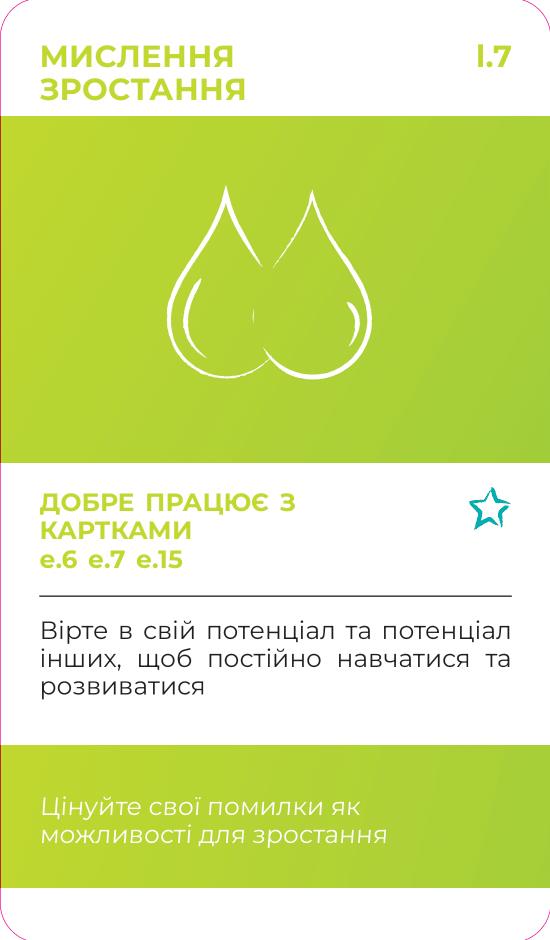 МИСЛЕННЯ
l.7
ЗРОСТАННЯ
ДОБРЕ ПРАЦЮЄ З
КАРТКАМИ
e.6 e.7 e.15
Вірте в свій потенціал та потенціал
інших, щоб постійно навчатися та
розвиватися
Цінуйте свої помилки як
можливості для зростання